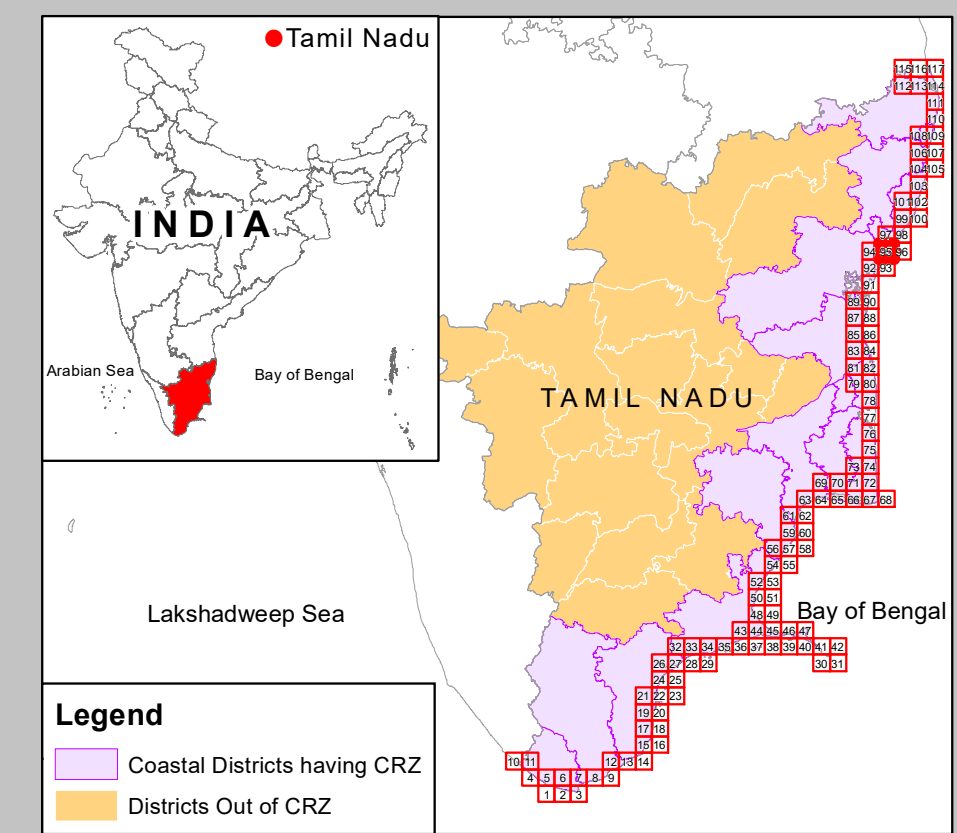 Tamil Nadu
INDIA
Arabian Sea
Bay of Bengal
TAMIL NADU
Lakshadweep Sea
Bay of Bengal
115 116 117
112 113 114
111
110
108 109
106 107
104 105
103
101 102
99 100
97 98
94 95 96
92 93
91
89 90
87 88
85 86
83 84
81 82
79 80
78
77
76
75
73 74
69 70 71 72
63 64 65 66 67 68
61 62
59 60
56 57 58
54 55
52 53
50 51
48 49
43 44 45 46 47
32 33 34 35 36 37 38 39 40 41 42
26 27 28 29 30 31
24 25
21 22 23
19 20
17 18
15 16
10 11 12 13 14
4 5 6 7 8 9
1 2 3
Legend
Coastal Districts having CRZ
Districts Out of CRZ